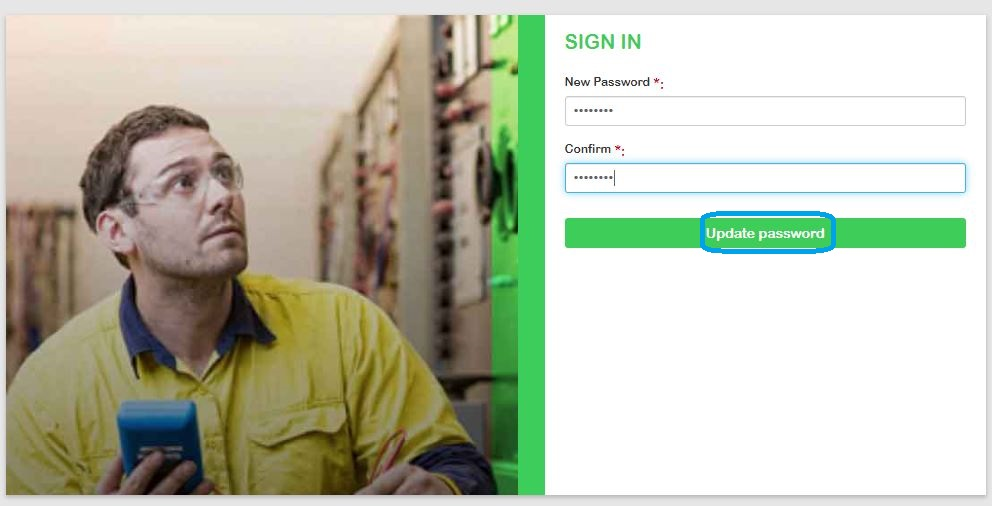 SIGN IN
New Password *:
••••••••
Confirm *:
••••••••
Update password